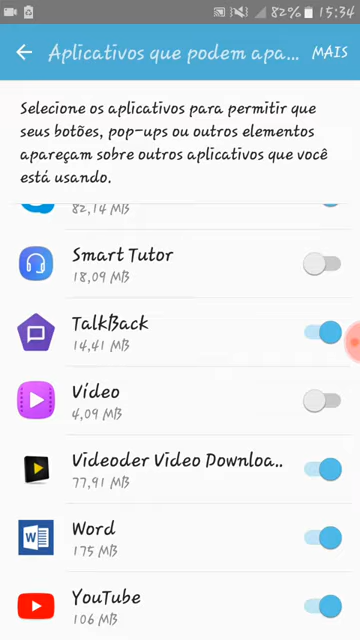 82% 15:34
Aplicativos que podem apa... MAIS
Selecione os aplicativos para permitir que
seus botões, pop-ups ou outros elementos
apareçam sobre outros aplicativos que você
está usando.
82,14 MB
Smart Tutor
18,09 MB
TalkBack
14,41 MB
Vídeo
4,09 MB
Videoder Video Downloa..
77,91 MB
Word
175 MB
YouTube
106 MB